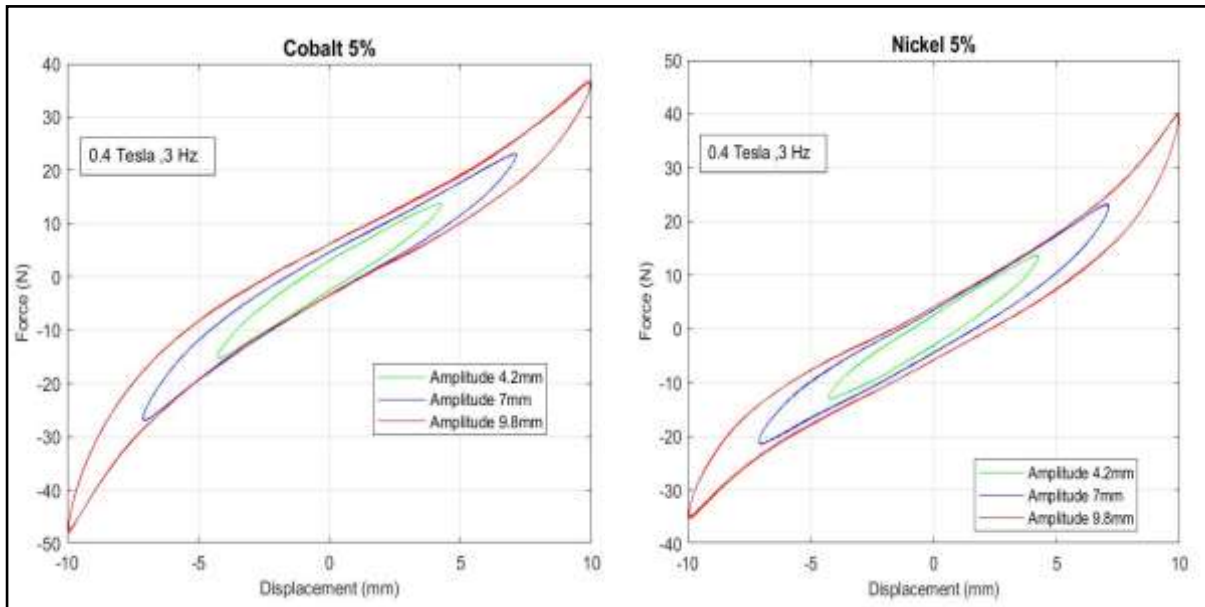 Cobalt 5%
40
30
20
10
0
-10
-20
-30
-40
-50
Force (N)
0.4 Tesla ,3 Hz
Amplitude 4.2mm
Amplitude 7mm
Amplitude 9.8mm
-10 -5 0 5 10
Displacement (mm)
Nickel 5%
50
40
30
20
10
0
-10
-20
-30
-40
Force (N)
0.4 Tesla ,3 Hz
Amplitude 4.2mm
Amplitude 7mm
Amplitude 9.8mm
-10 -5 0 5 10
Displacement (mm)